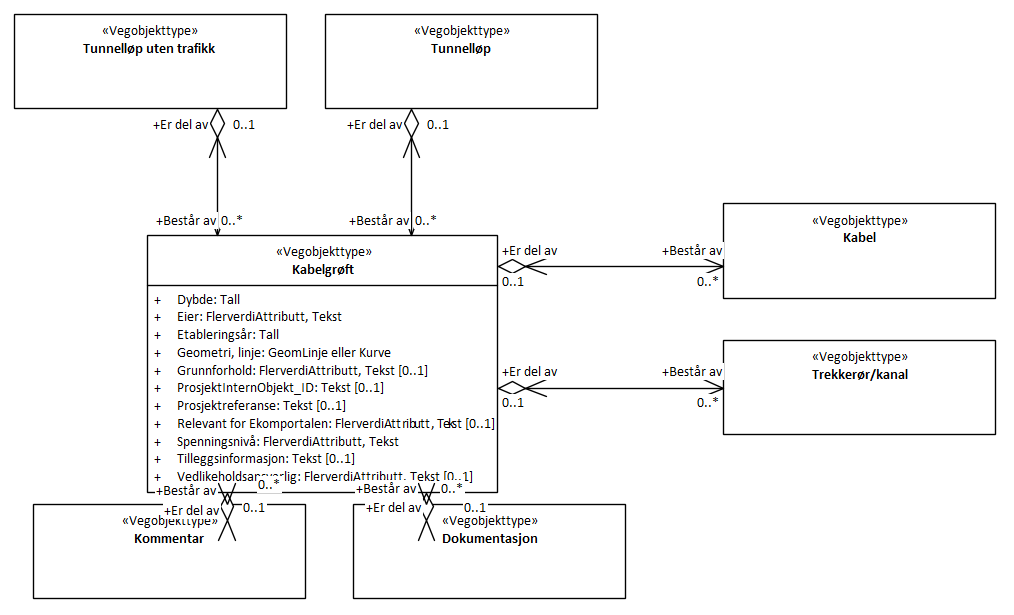 «Vegobjekttype»
Tunnelløp uten trafikk
«Vegobjekttype»
Tunnelløp
+Er del av 0..1
+Er del av 0..1
+Består av 0..*
+Består av 0..*
«Vegobjekttype»
Kabel
«Vegobjekttype»
Kabelgrøft
+Er del av
0..1
+Består av
0..*
+ Dybde: Tall
+ Eier: FlerverdiAttributt, Tekst
+ Etableringsår: Tall
+ Geometri, linje: GeomLinje eller Kurve
+ Grunnforhold: FlerverdiAttributt, Tekst [0..1]
+ ProsjektInternObjekt_ID: Tekst [0..1]
+ Prosjektreferanse: Tekst [0..1]
+ Relevant for Ekomportalen: FlerverdiAttributt, Tekst [0..1]
+ Spenningsnivå: FlerverdiAttributt, Tekst
+ Tilleggsinformasjon: Tekst [0..1]
+ Vedlikeholdsansvarlig: FlerverdiAttributt, Tekst [0..1]
«Vegobjekttype»
Trekkerør/kanal
+Er del av
0..1
+Består av
0..*
+Består av 0..*
+Består av 0..*
+Er del av 0..1
+Er del av 0..1
«Vegobjekttype»
Kommentar
«Vegobjekttype»
Dokumentasjon